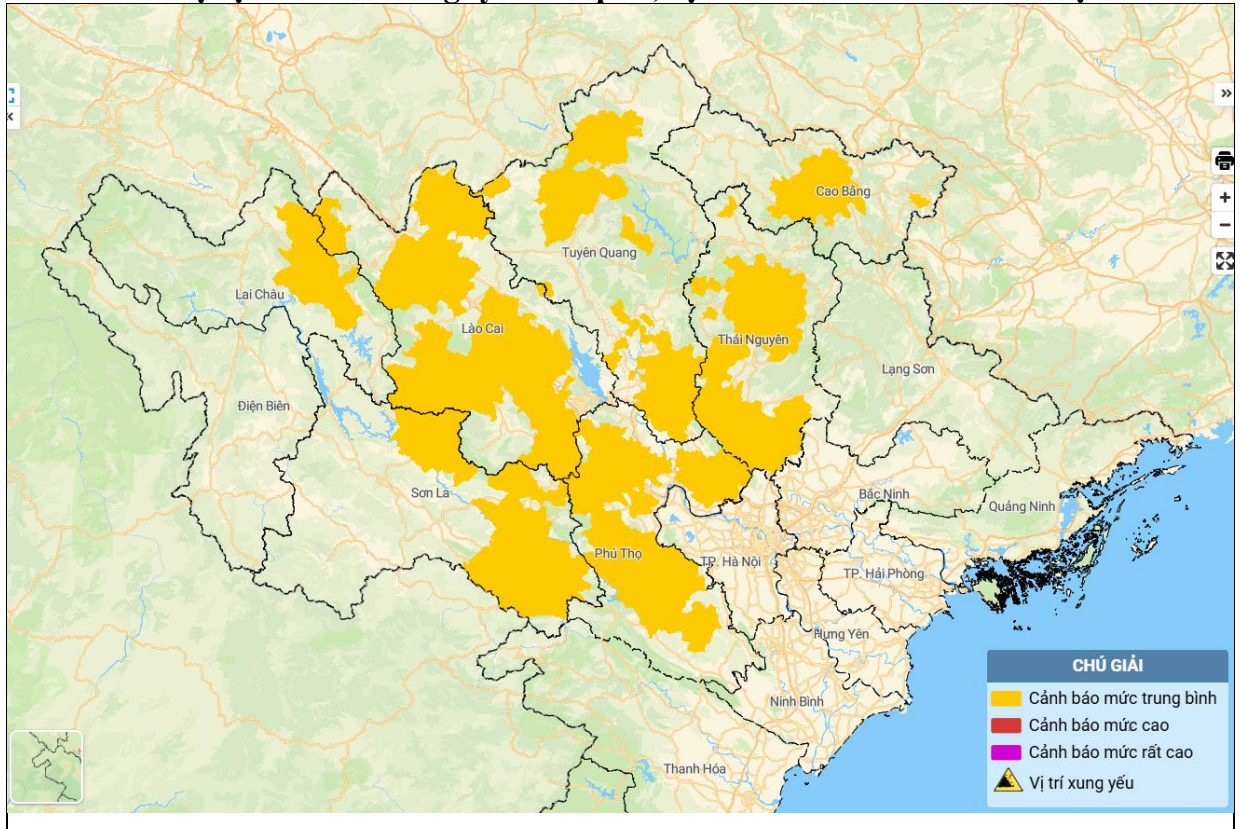 Cao Bằng
Tuyên Quang
Lai Châu
Lào Cai
Thái Nguyên
Lạng Sơn
Điện Biên
Sơn La
Bắc Ninh
Quảng Ninh
Phú Thọ
TP. Hà Nội
TP. Hải Phòng
Hưng Yên
Ninh Bình
Thanh Hóa
CHÚ GIẢI
Cảnh báo mức trung bình
Cảnh báo mức cao
Cảnh báo mức rất cao
Vị trí xung yếu